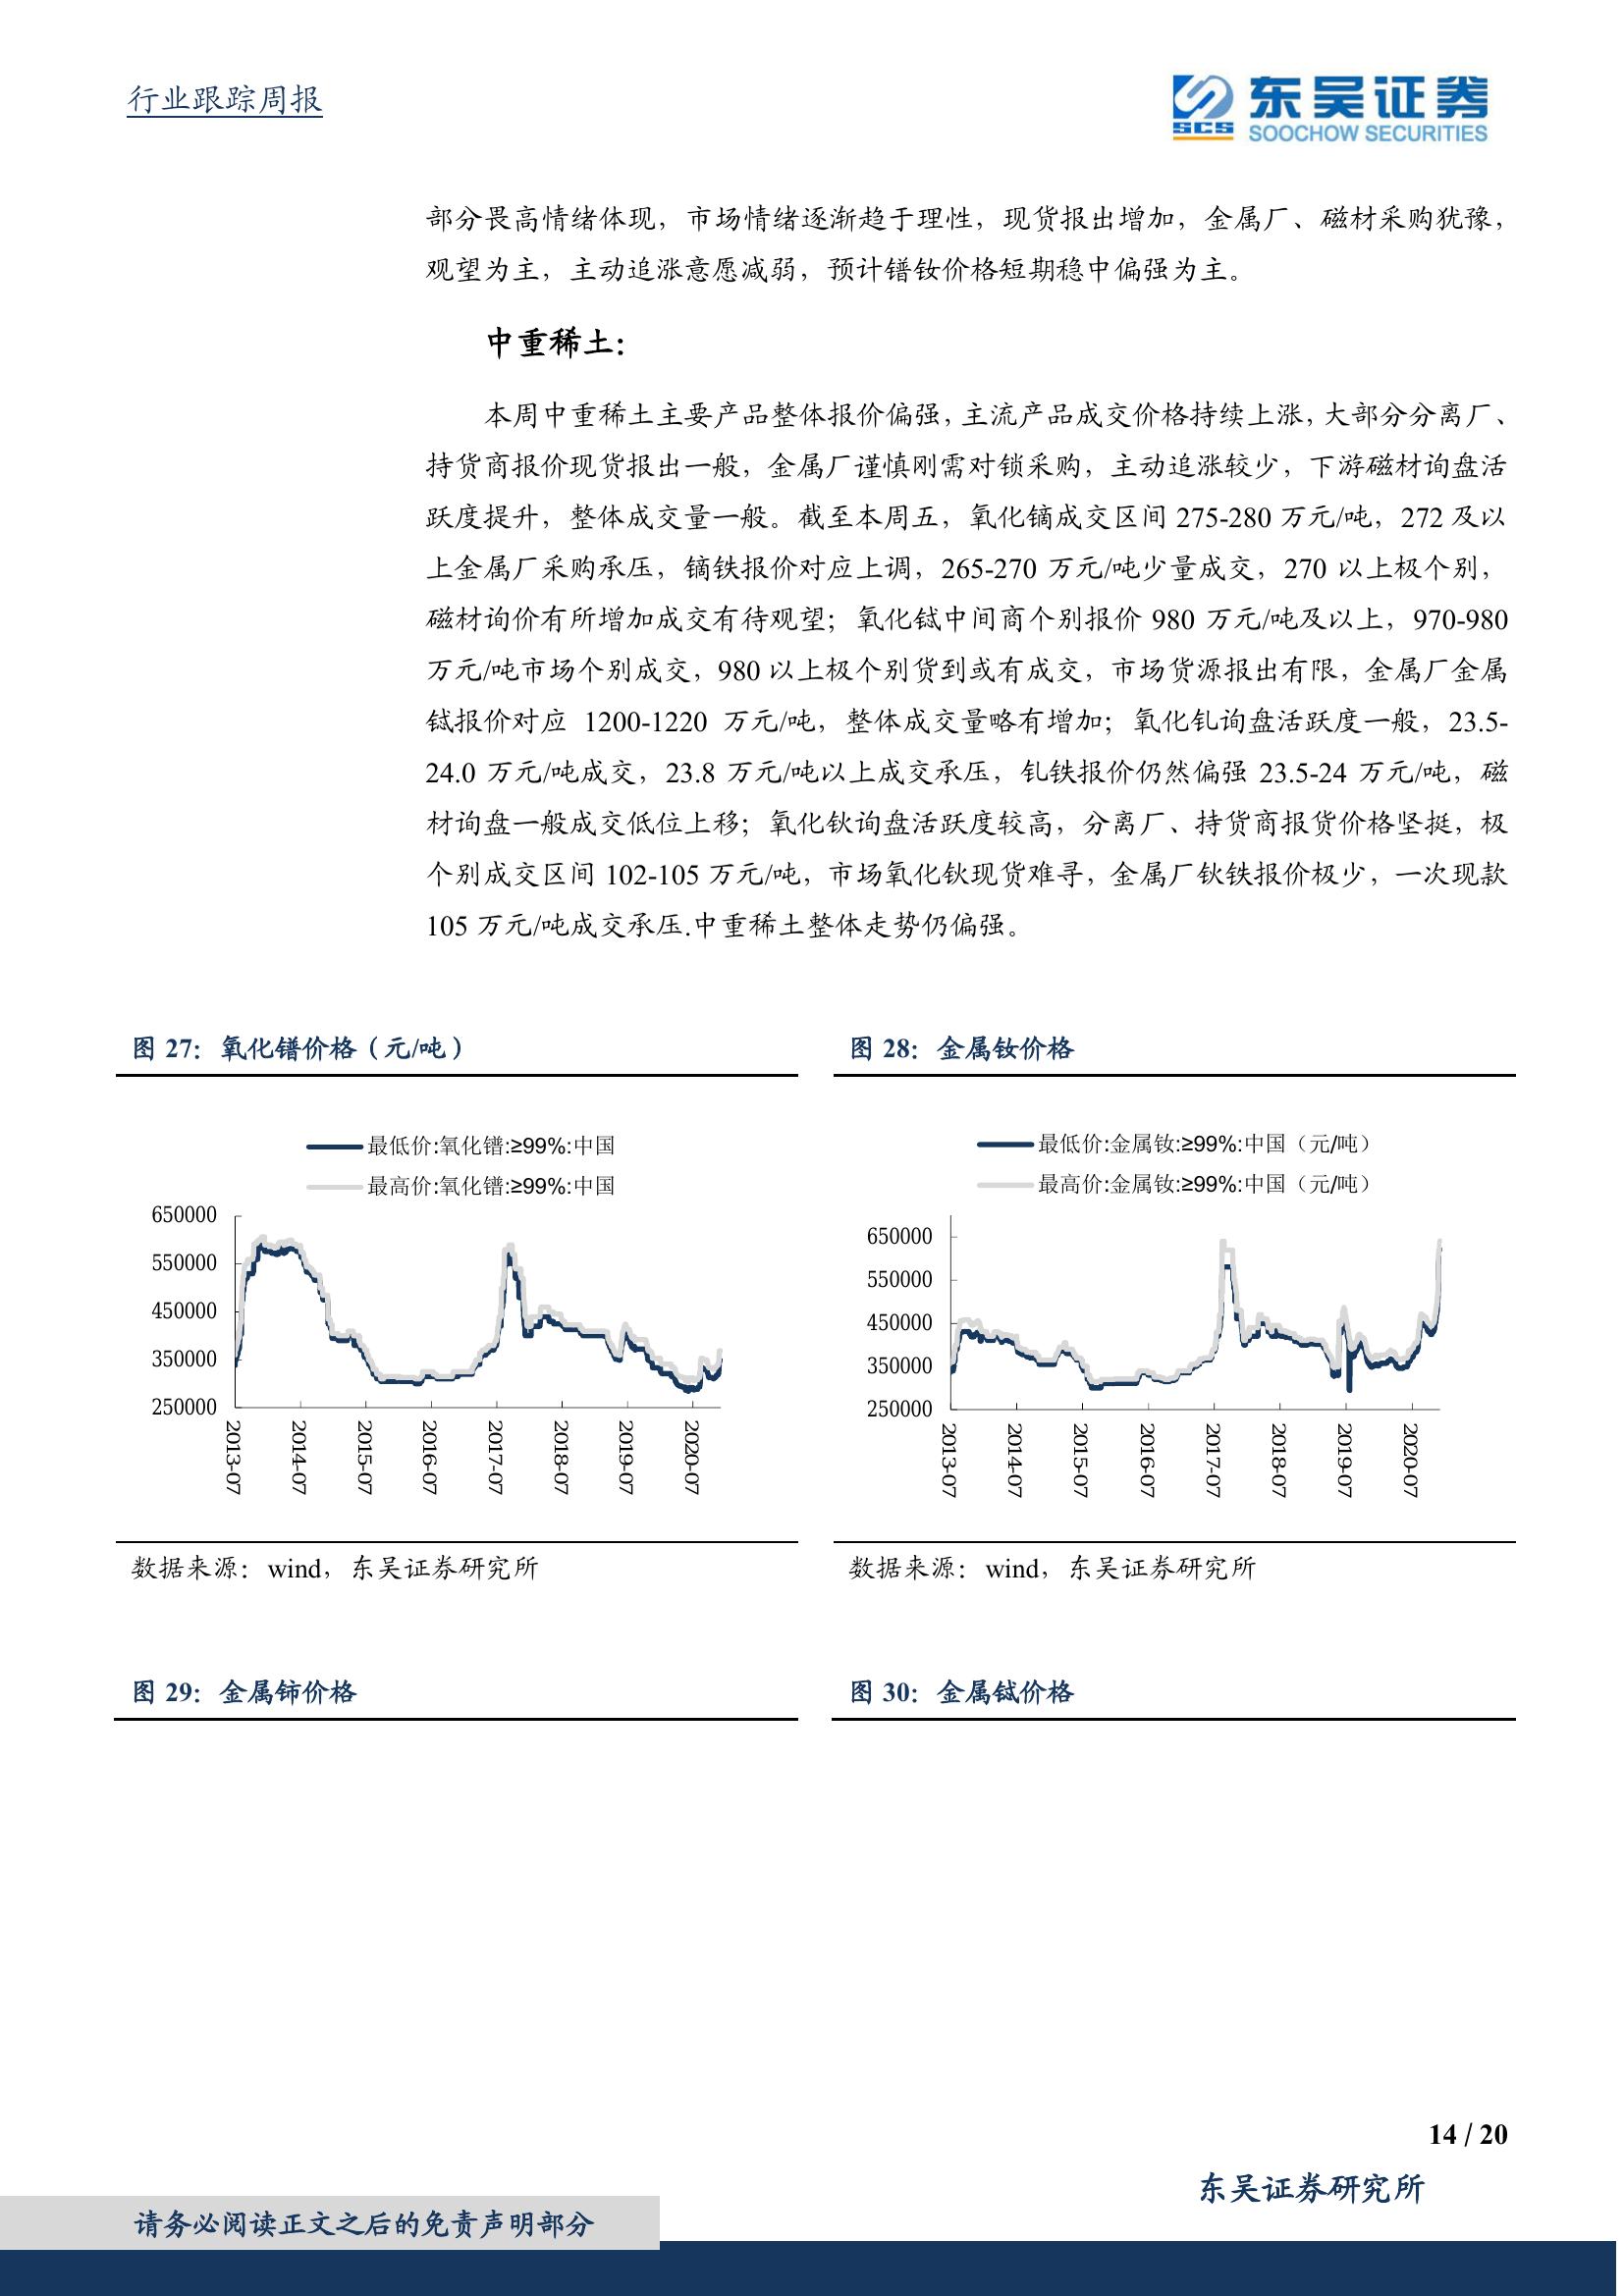 行业跟踪周报
SCS
东吴证券
SOOCHOW SECURITIES
部分畏高情绪体现，市场情绪逐渐趋于理性，现货报出增加，金属厂、磁材采购犹豫，
观望为主，主动追涨意愿减弱，预计镨钕价格短期稳中偏强为主。
中重稀土：
本周中重稀土主要产品整体报价偏强，主流产品成交价格持续上涨，大部分分离厂、
持货商报价现货报出一般，金属厂谨慎刚需对锁采购，主动追涨较少，下游磁材询盘活
跃度提升，整体成交量一般。截至本周五，氧化镝成交区间 275-280 万元/吨，272 及以
上金属厂采购承压，镝铁报价对应上调，265-270 万元/吨少量成交，270 以上极个别，
磁材询价有所增加成交有待观望；氧化铽中间商个别报价 980 万元/吨及以上，970-980
万元/吨市场个别成交，980 以上极个别货到或有成交，市场货源报出有限，金属厂金属
铽报价对应 1200-1220 万元/吨，整体成交量略有增加；氧化钆询盘活跃度一般，23.5-
24.0 万元/吨成交，23.8 万元/吨以上成交承压，钆铁报价仍然偏强 23.5-24 万元/吨，磁
材询盘一般成交低位上移；氧化钬询盘活跃度较高，分离厂、持货商报货价格坚挺，极
个别成交区间 102-105 万元/吨，市场氧化钬现货难寻，金属厂钬铁报价极少，一次现款
105 万元/吨成交承压.中重稀土整体走势仍偏强。
图 27：氧化镨价格（元/吨）
最低价:氧化镨:≥99%:中国
最高价:氧化镨:≥99%:中国
650000
550000
450000
350000
250000
2013-07
2014-07
2015-07
2016-07
2017-07
2018-07
2019-07
2020-07
数据来源：wind，东吴证券研究所
图 28：金属钕价格
最低价:金属钕:≥99%:中国（元/吨）
最高价:金属钕:≥99%:中国（元/吨）
650000
550000
450000
350000
250000
2013-07
2014-07
2015-07
2016-07
2017-07
2018-07
2019-07
2020-07
数据来源：wind，东吴证券研究所
图 29：金属铈价格
图 30：金属铽价格
14 / 20
东吴证券研究所
请务必阅读正文之后的免责声明部分